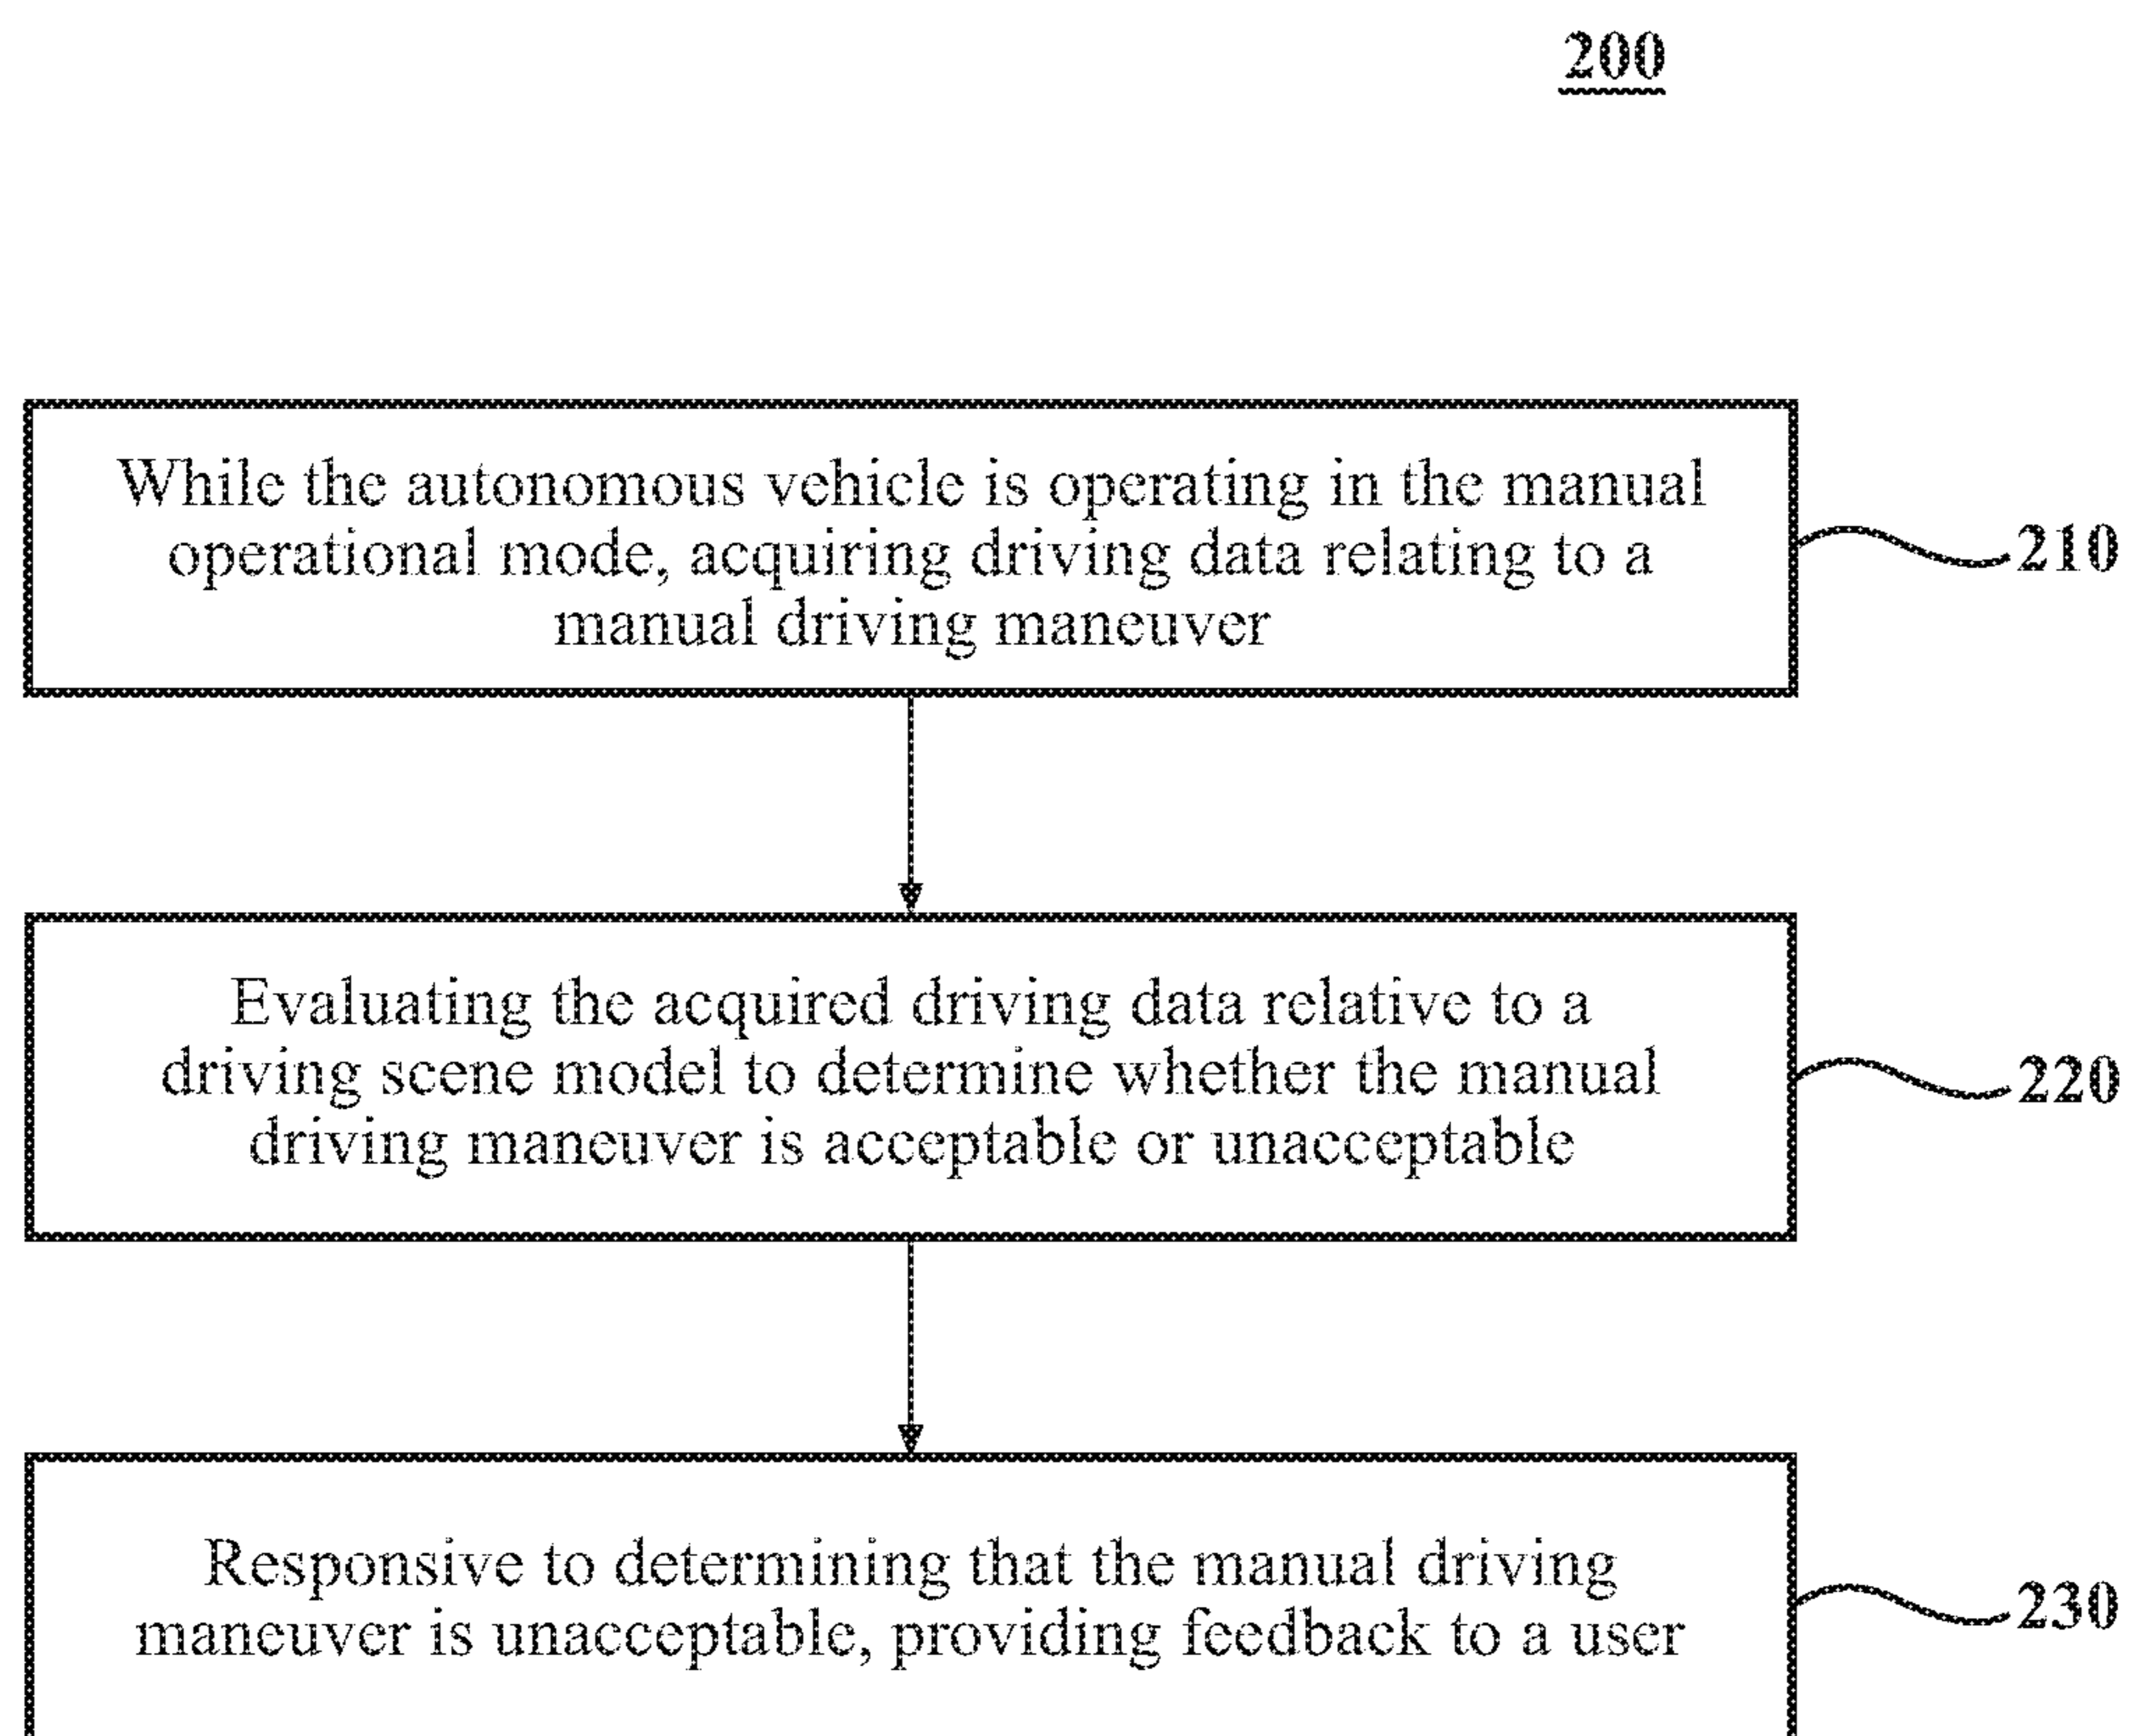 200
While the autonomous vehicle is operating in the manual
operational mode, acquiring driving data relating to a
manual driving maneuver
210
Evaluating the acquired driving data relative to a
driving scene model to determine whether the manual
driving maneuver is acceptable or unacceptable
220
Responsive to determining that the manual driving
maneuver is unacceptable, providing feedback to a user
230